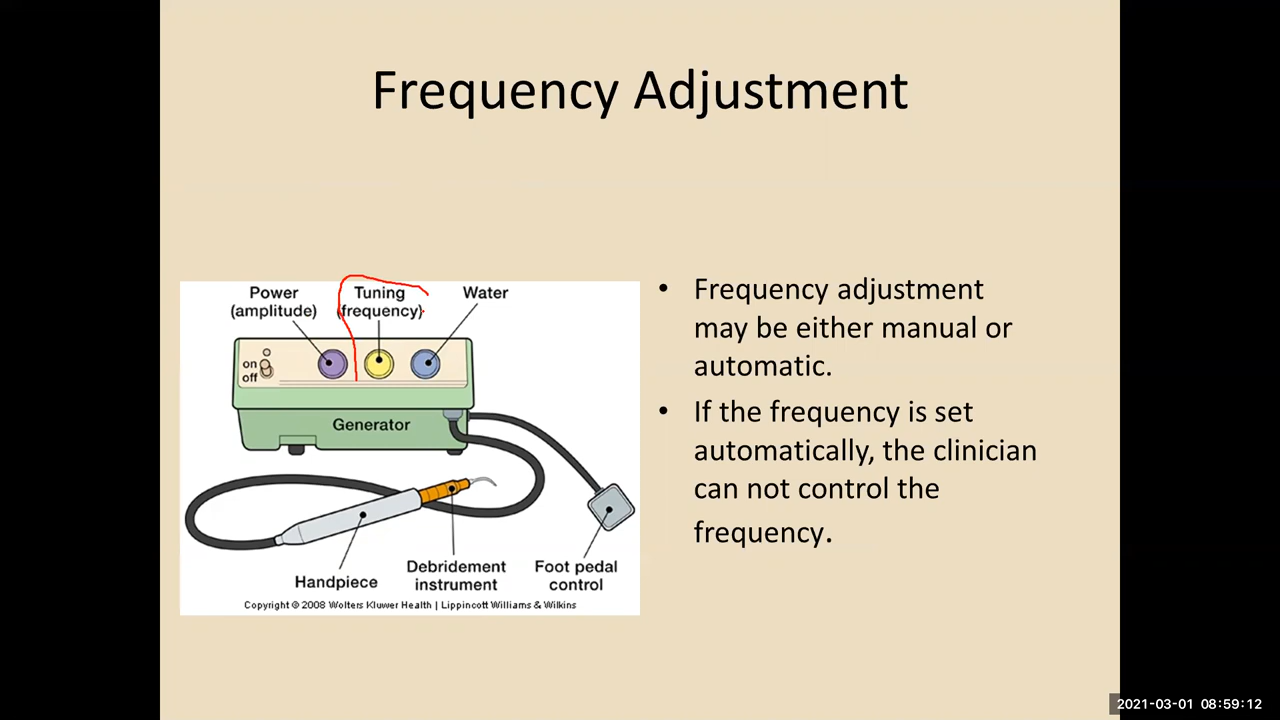 Frequency Adjustment
Power
(amplitude)
Tuning
(frequency)
Water
on
off
Generator
Handpiece
Debridement
instrument
Foot pedal
control
Copyright © 2008 Wolters Kluwer Health | Lippincott Williams & Wilkins
• Frequency adjustment
may be either manual or
automatic.
• If the frequency is set
automatically, the clinician
can not control the
frequency.
2021-03-01 08:59:12